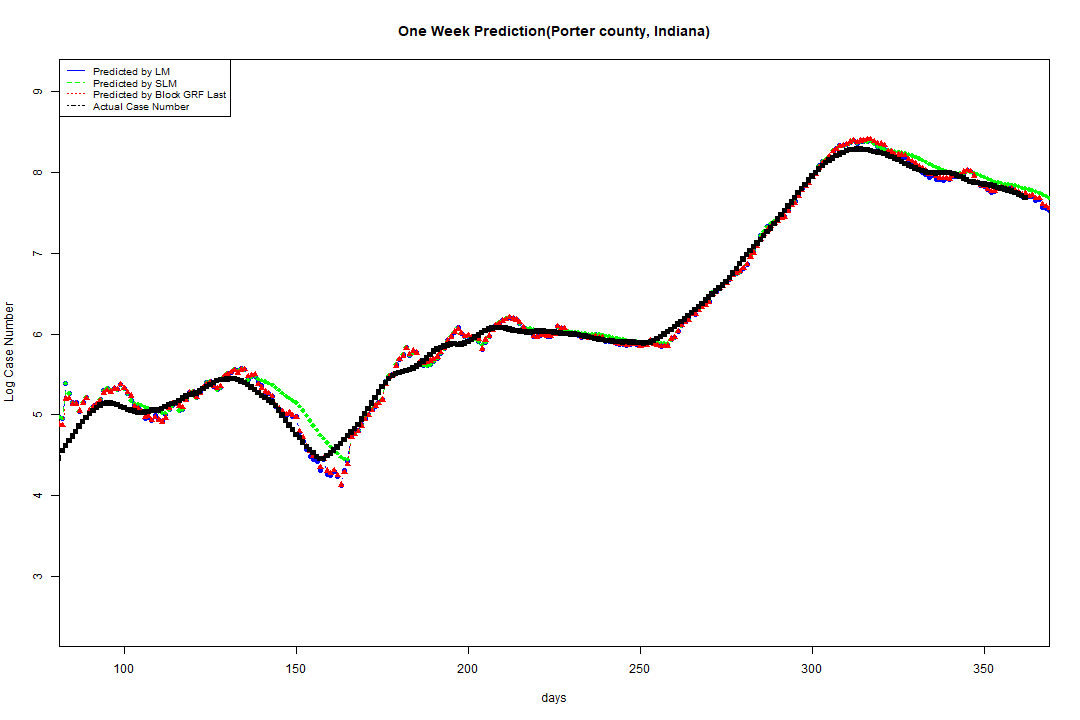 One Week Prediction(Porter county, Indiana)
Predicted by LM
Predicted by SLM
Predicted by Block GRF Last
Actual Case Number
Log Case Number
9
8
7
6
5
4
3
100 150 200 250 300 350
days